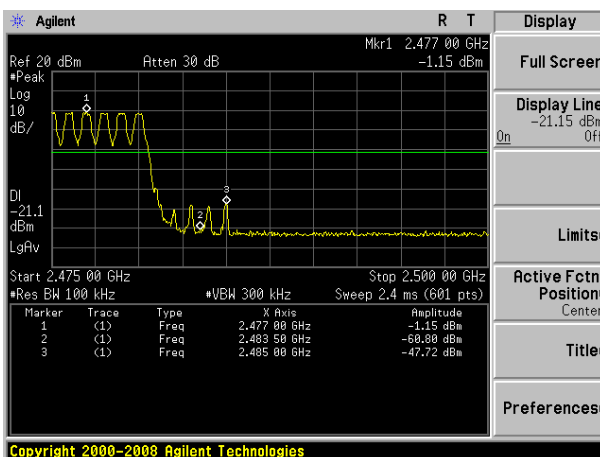 Agilent R T
Mkr1 2.477 00 GHz
Ref 20 dBm Atten 30 dB -1.15 dBm
#Peak
Log
10
dB/
1
2
3
DI
-21.1
dBm
LgAv
Start 2.475 00 GHz Stop 2.500 00 GHz
#Res BW 100 kHz #VBW 300 kHz Sweep 2.4 ms (601 pts)
Marker Trace Type X Axis Amplitude
1 (1) Freq 2.477 00 GHz -1.15 dBm
2 (1) Freq 2.483 50 GHz -60.80 dBm
3 (1) Freq 2.485 00 GHz -47.72 dBm
Copyright 2000-2008 Agilent Technologies
Display
Full Screen
Display Line
-21.15 dBm
On Off
Limits
Active Fctn
Position
Center
Title
Preferences